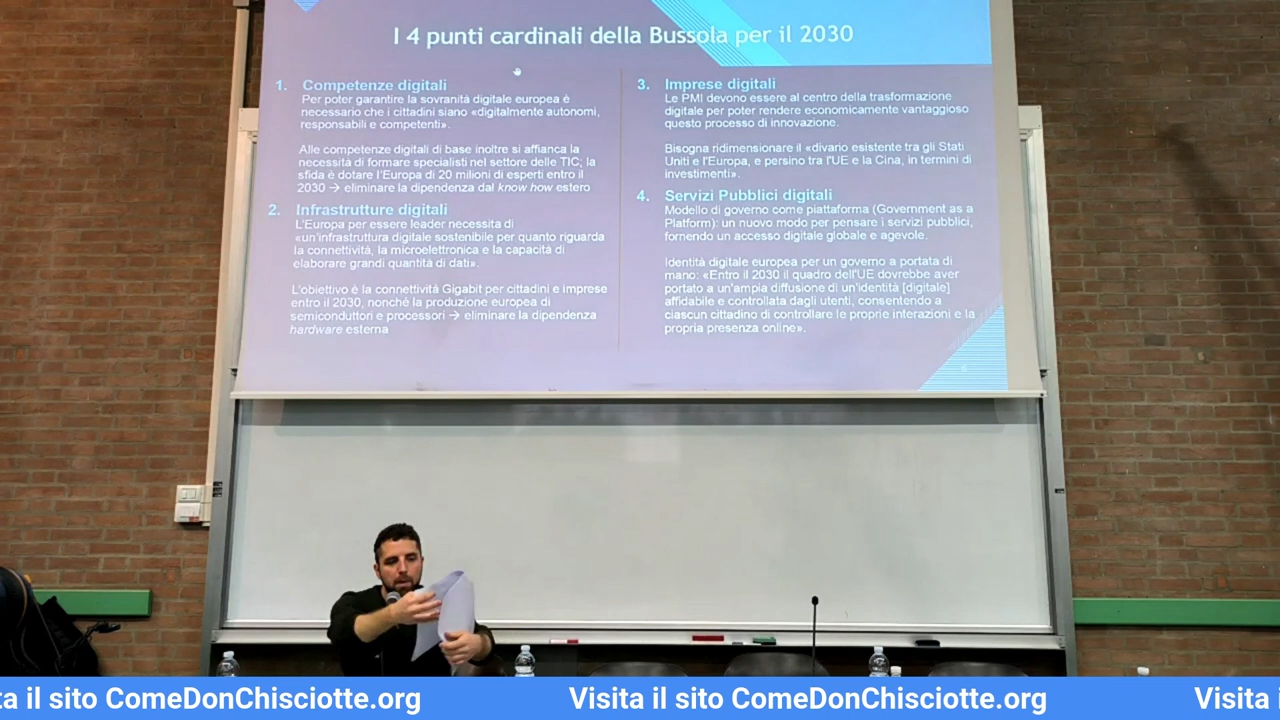 I 4 punti cardinali della Bussola per il 2030
1. Competenze digitali
Per poter garantire la sovranità digitale europea è
necessario che i cittadini siano «digitalmente autonomi,
responsabili e competenti».
Alle competenze digitali di base inoltre si affianca la
necessità di formare specialisti nel settore delle TIC; la
sfida è dotare l'Europa di 20 milioni di esperti entro il
2030 → eliminare la dipendenza dal know how estero
2. Infrastrutture digitali
L'Europa per essere leader necessita di
«un'infrastruttura digitale sostenibile per quanto riguarda
la connettività, la microelettronica e la capacità di
elaborare grandi quantità di dati».
L'obiettivo è la connettività Gigabit per cittadini e imprese
entro il 2030, nonchè la produzione europea di
semiconduttori e processori → eliminare la dipendenza
hardware esterna
3. Imprese digitali
Le PMI devono essere al centro della trasformazione
digitale per poter rendere economicamente vantaggioso
questo processo di innovazione.
Bisogna ridimensionare il «divario esistente tra gli Stati
Uniti e l'Europa, e persino tra l'UE e la Cina, in termini di
investimenti».
4. Servizi Pubblici digitali
Modello di governo come piattaforma (Government as a
Platform): un nuovo modo per pensare i servizi pubblici,
fornendo un accesso digitale globale e agevole.
Identità digitale europea per un governo a portata di
mano: «Entro il 2030 il quadro dell'UE dovrebbe aver
portato a un'ampia diffusione di un'identità [digitale]
affidabile e controllata dagli utenti, consentendo a
ciascun cittadino di controllare le proprie interazioni e la
propria presenza online».
ta il sito ComeDonChisciotte.org Visita il sito ComeDonChisciotte.org Visita i